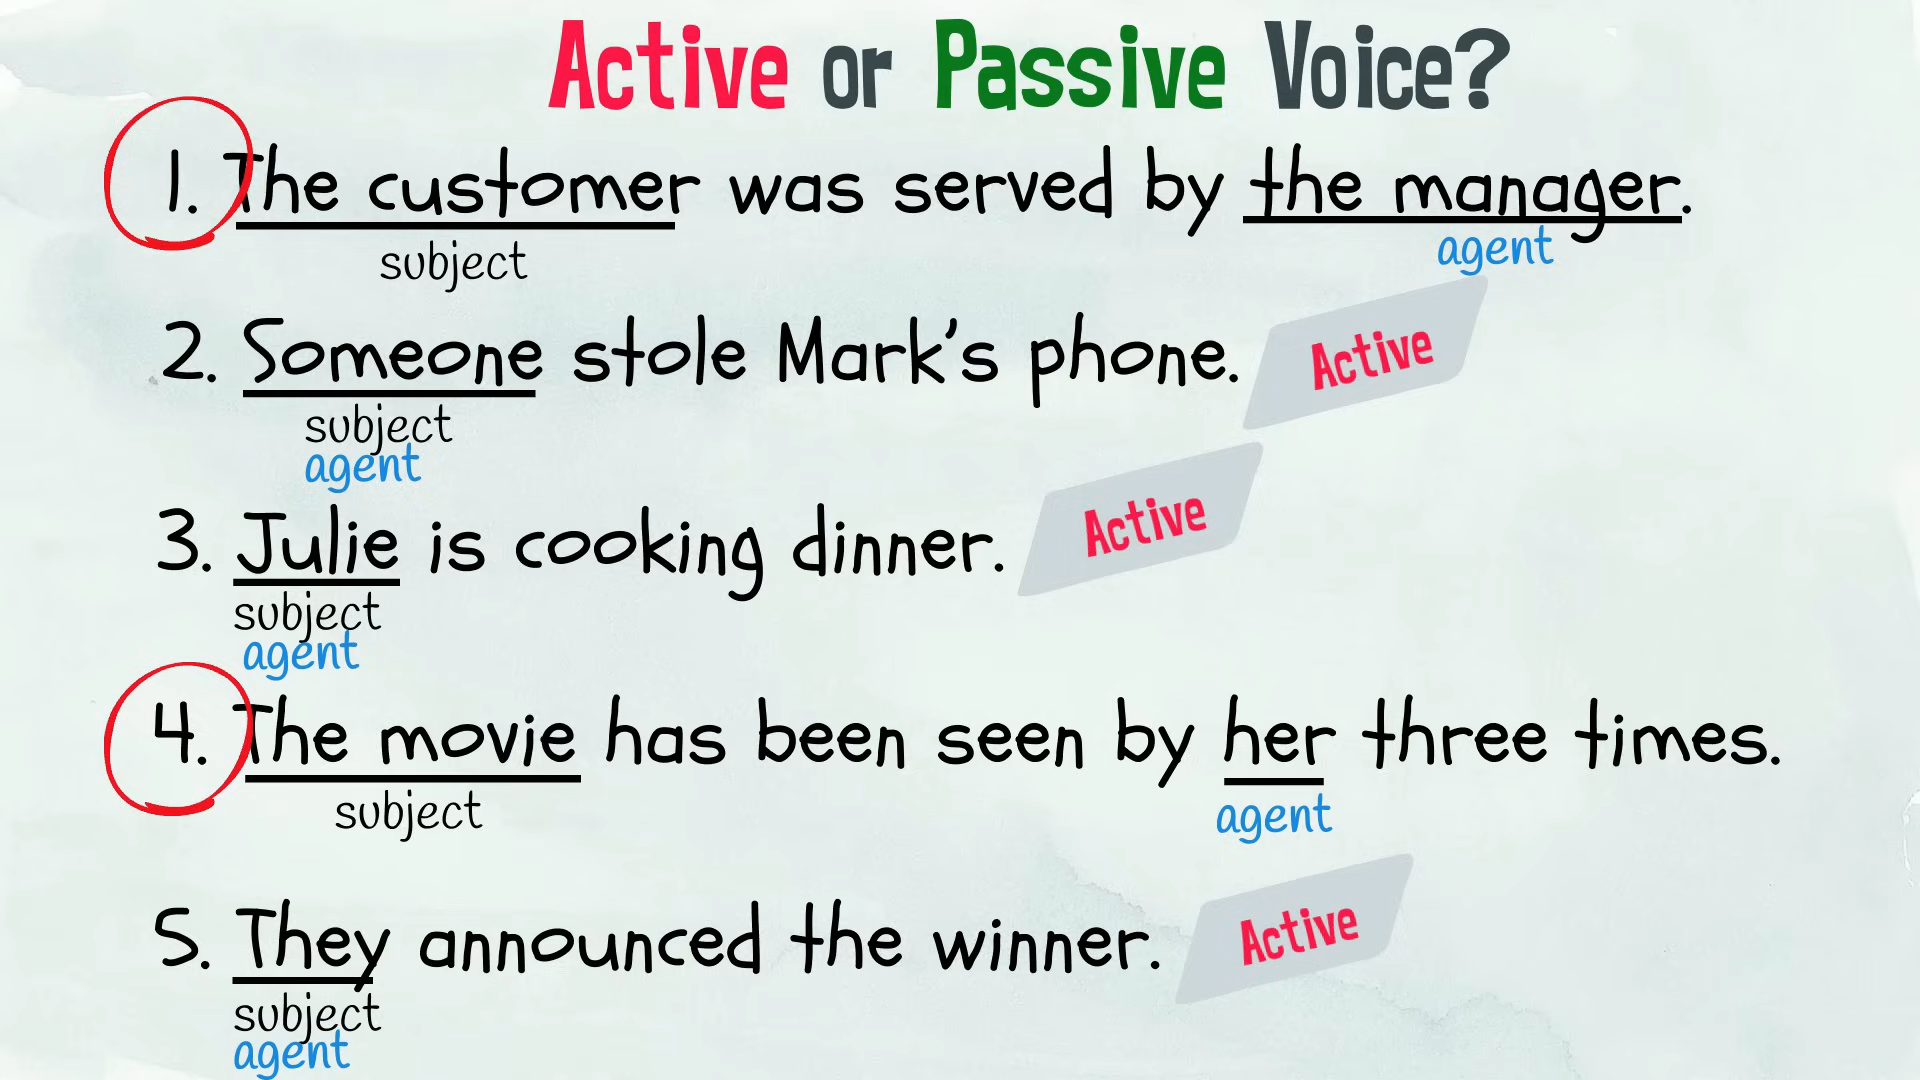 Active or Passive Voice?
1. The customer was served by the manager.
subject
agent
2. Someone stole Mark's phone. Active
subject
agent
3. Julie is cooking dinner. Active
subject
agent
4. The movie has been seen by her three times.
subject
agent
5. They announced the winner. Active
subject
agent